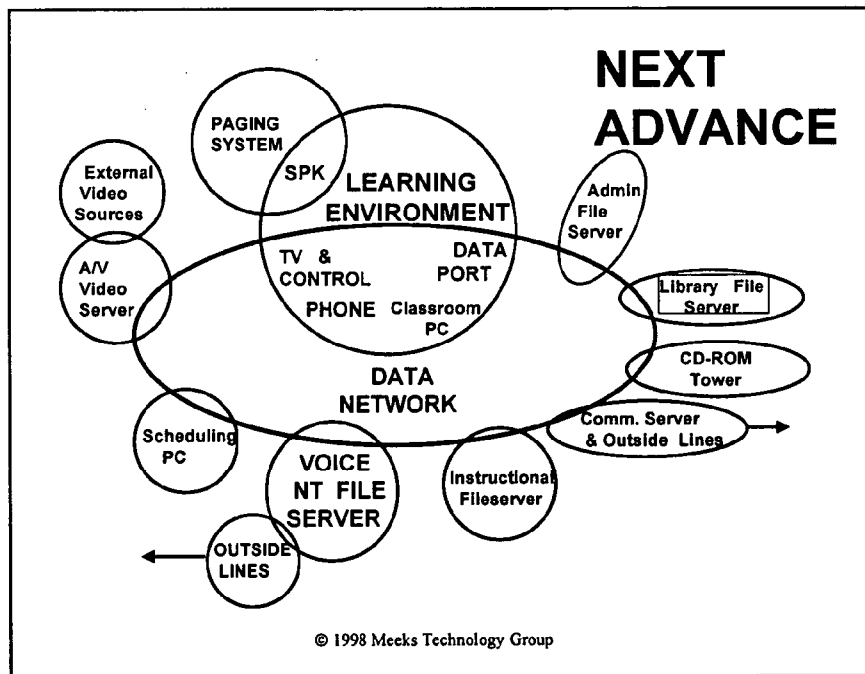 NEXT
ADVANCE
PAGING
SYSTEM
SPK
LEARNING
ENVIRONMENT
External
Video
Sources
A/V
Video
Server
TV &
CONTROL
DATA
PORT
PHONE
Classroom
PC
Admin
File
Server
Library File
Server
CD-ROM
Tower
DATA
NETWORK
Comm. Server
& Outside Lines
Scheduling
PC
VOICE
NT FILE
SERVER
Instructional
Fileserver
OUTSIDE
LINES
© 1998 Meeks Technology Group